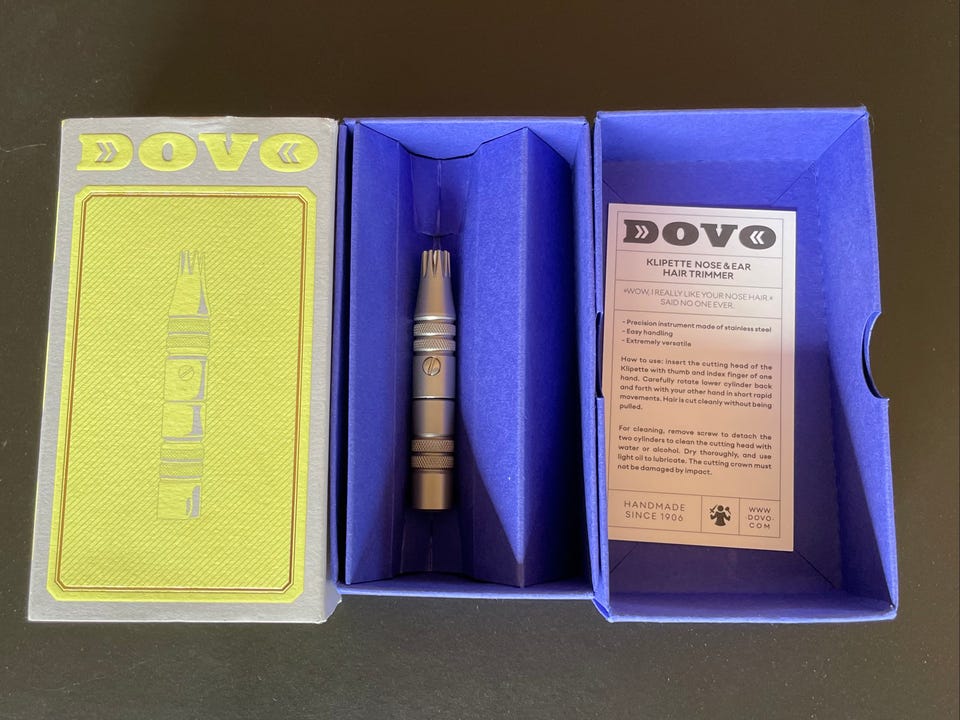 DOVO
DOVO
KLIPETTE NOSE & EAR
HAIR TRIMMER
»WOW, I REALLY LIKE YOUR NOSE HAIR.«
SAID NO ONE EVER.
- Precision instrument made of stainless steel
- Easy handling
- Extremely versatile
How to use: insert the cutting head of the
Klipette with thumb and index finger of one
hand. Carefully rotate lower cylinder back
and forth with your other hand in short rapid
movements. Hair is cut cleanly without being
pulled.
For cleaning, remove screw to detach the
two cylinders to clean the cutting head with
water or alcohol. Dry thoroughly, and use
light oil to lubricate. The cutting crown must
not be damaged by impact.
HANDMADE
SINCE 1906
WWW
·DOVO·
COM